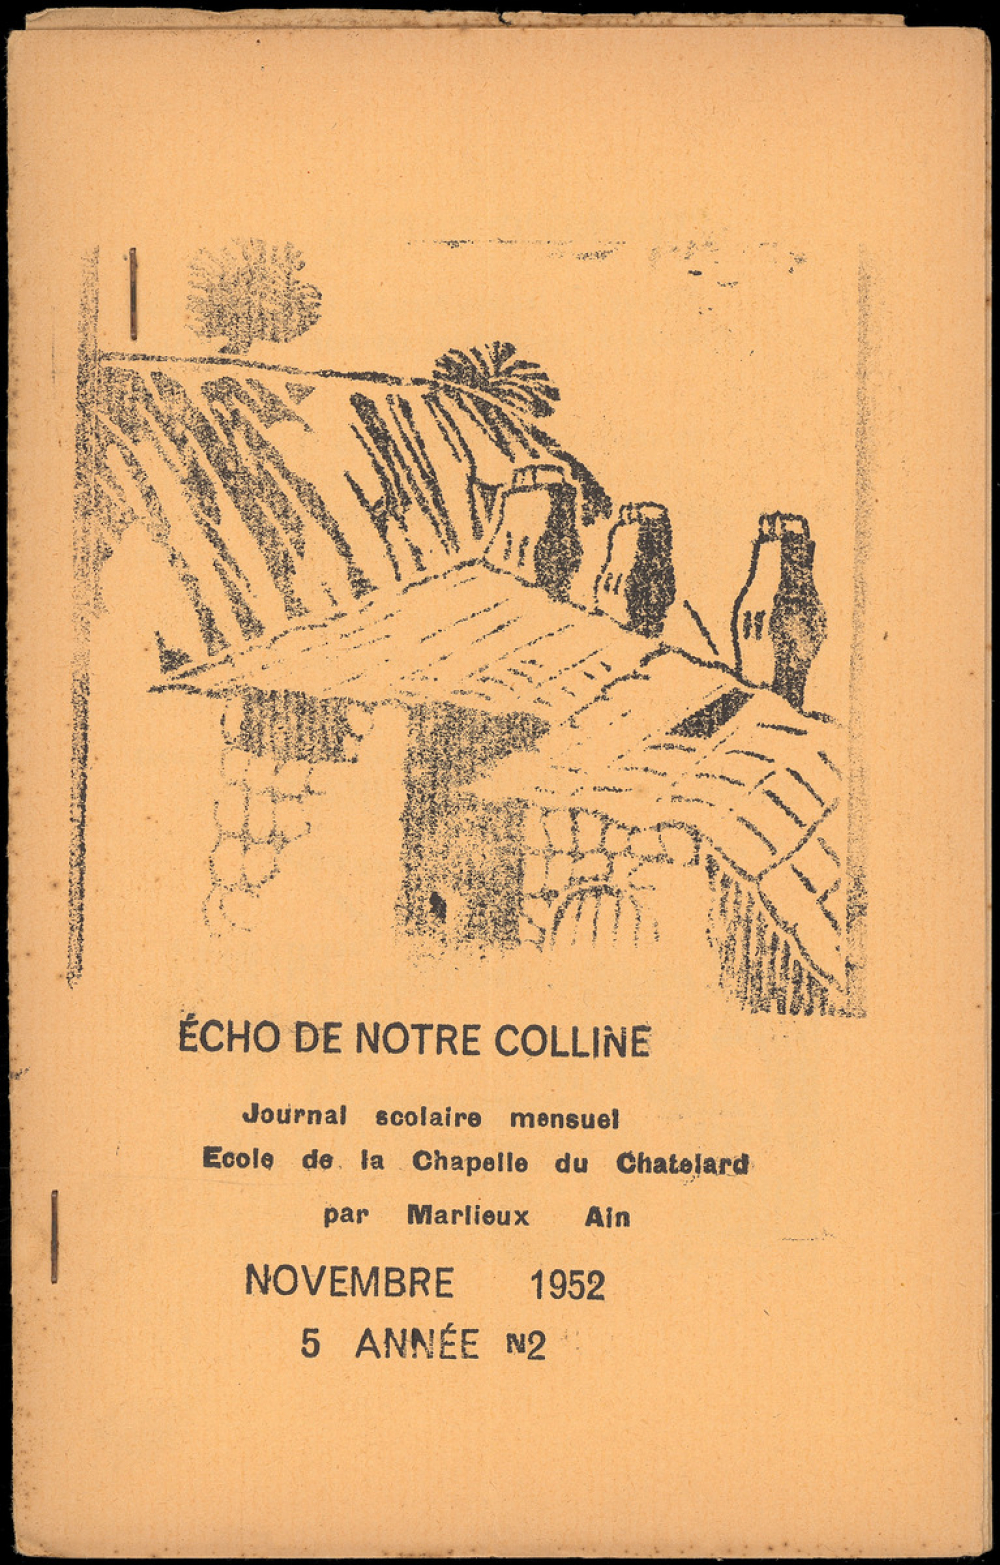 ÉCHO DE NOTRE COLLINE
Journal scolaire mensuel
Ecole de la Chapelle du Chatelard
par Marlieux Ain
NOVEMBRE 1952
5 ANNÉE N2